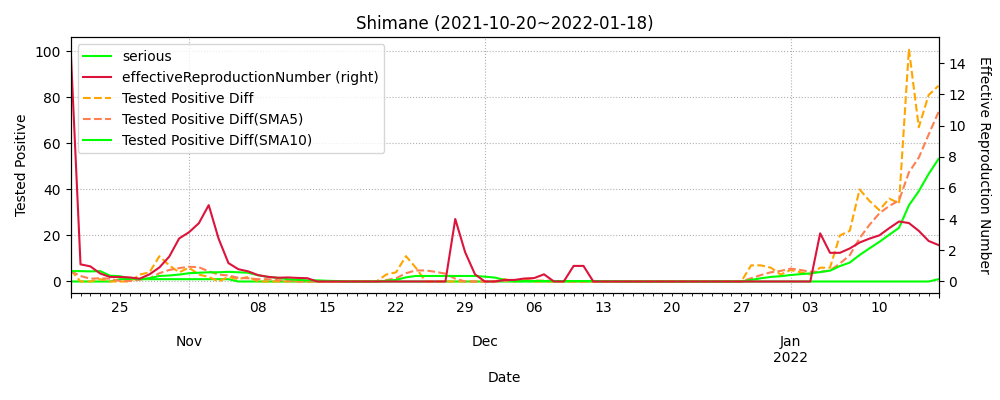 Shimane (2021-10-20~2022-01-18)
serious
effectiveReproductionNumber (right)
Tested Positive Diff
Tested Positive Diff(SMA5)
Tested Positive Diff(SMA10)
Tested Positive
100
80
60
40
20
0
14
12
10
8
6
4
2
0
Effective Reproduction Number
25 08 15 22 29 06 13 20 27 03 10
Nov Dec Jan
2022
Date